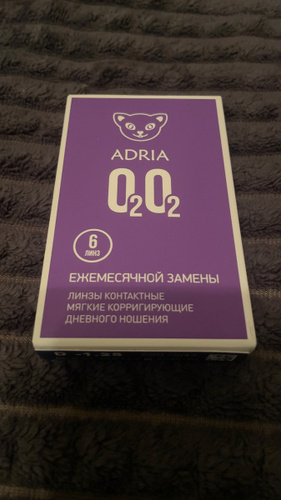 ADRIA
O₂O₂
6
ЛИНЗ
ЕЖЕМЕСЯЧНОЙ ЗАМЕНЫ
ЛИНЗЫ КОНТАКТНЫЕ
МЯГКИЕ КОРРИГИРУЮЩИЕ
ДНЕВНОГО НОШЕНИЯ